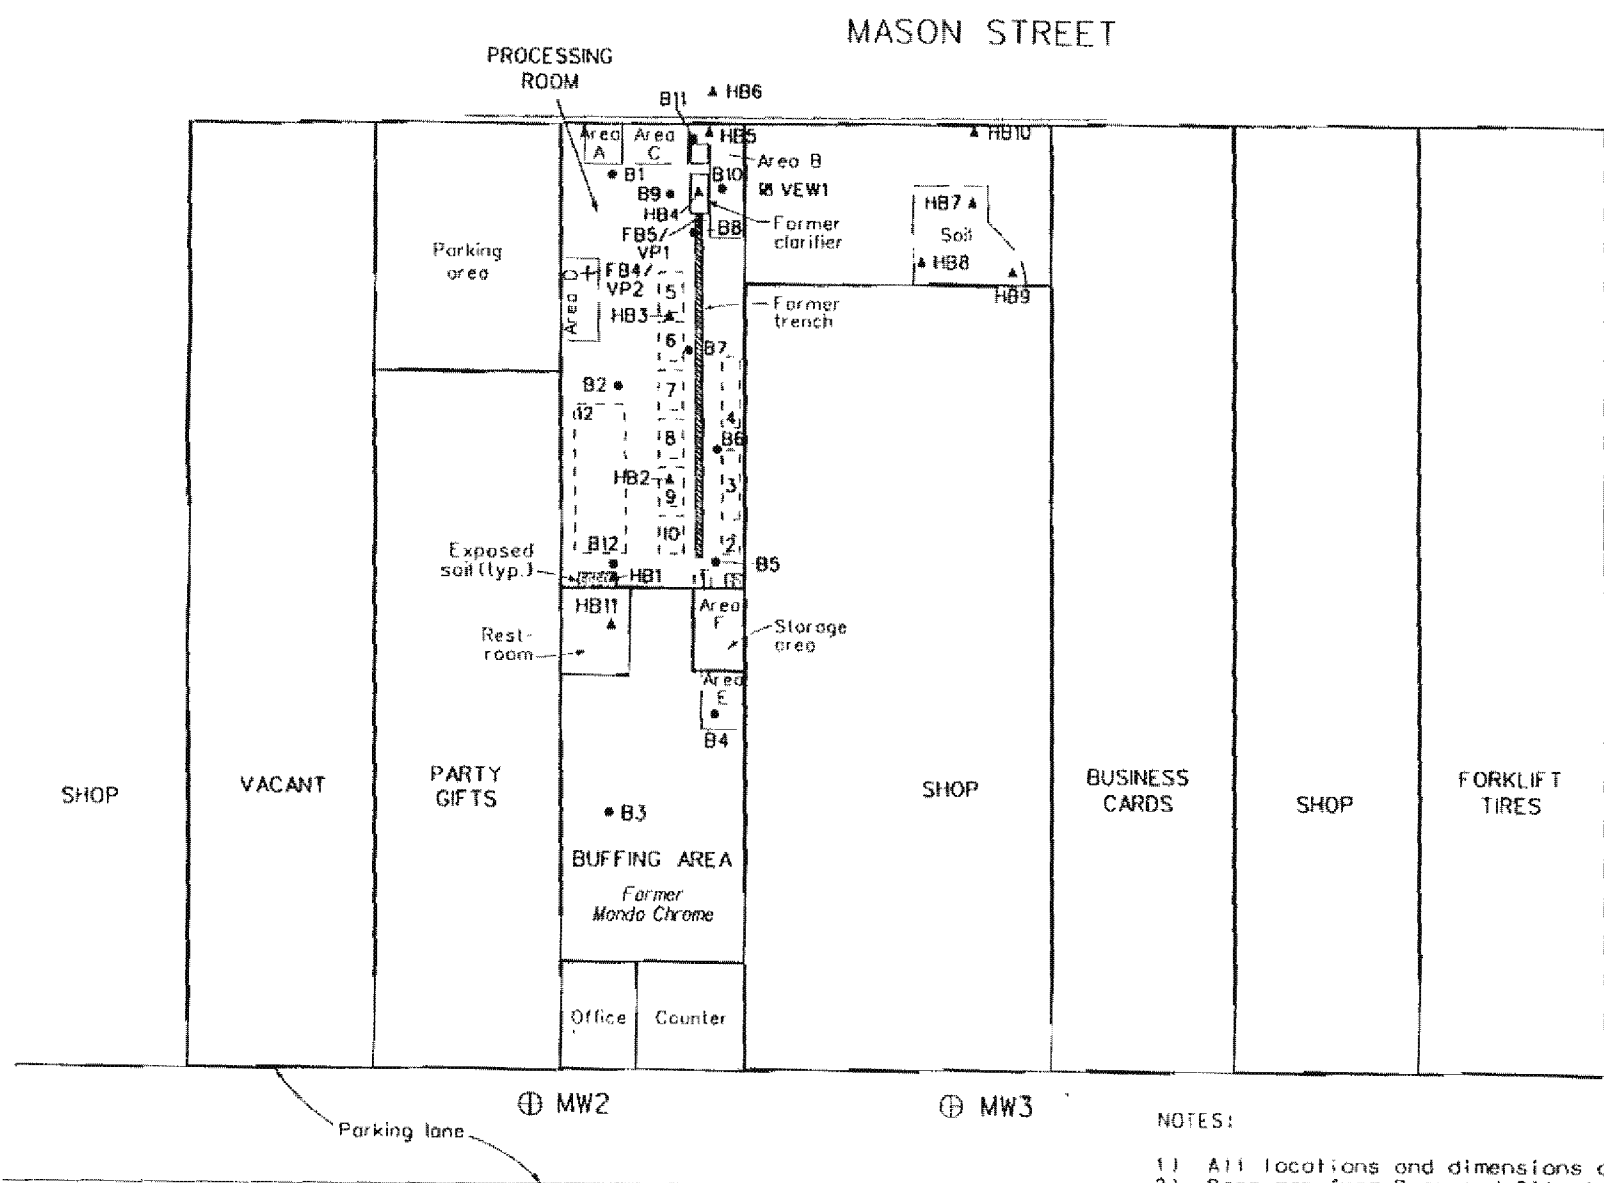 MASON STREET
PROCESSING
ROOM
B11
HB6
Area
A
Area
C
HB5
HB10
Area B
B1
B10
B9
VEW1
HB4
HB7
Former
clarifier
B8
FB5/
VP1
Soil
HB8
HB9
Parking
area
Area D
FB4/
VP2
5
HB3
Former
trench
6
B7
B2
7
12
4
8
B6
HB2
9
3
10
2
B12
B5
Exposed
soil (typ.)
HB1
1
HB11
Area
F
Rest-
room
Storage
area
Area
E
B4
SHOP
VACANT
PARTY
GIFTS
B3
SHOP
BUSINESS
CARDS
SHOP
FORKLIFT
TIRES
BUFFING AREA
Former
Mondo Chrome
Office
Counter
MW2
MW3
Parking lane
NOTES:
1) All locations and dimensions